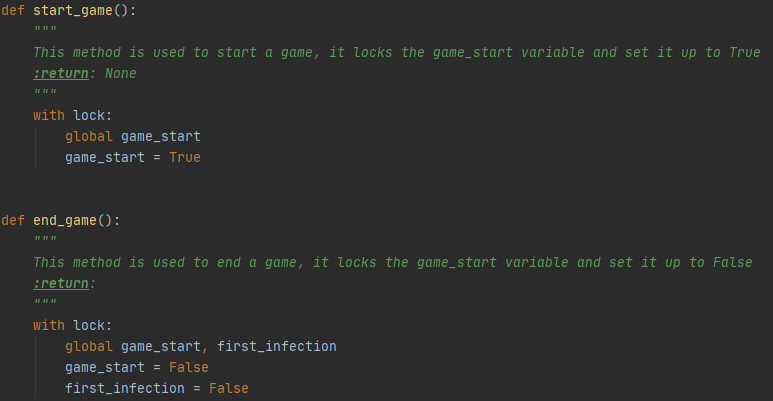 def start_game():
    """
    This method is used to start a game, it locks the game_start variable and set it up to True
    :return: None
    """
    with lock:
        global game_start
        game_start = True
def end_game():
    """
    This method is used to end a game, it locks the game_start variable and set it up to False
    :return:
    """
    with lock:
        global game_start, first_infection
        game_start = False
        first_infection = False